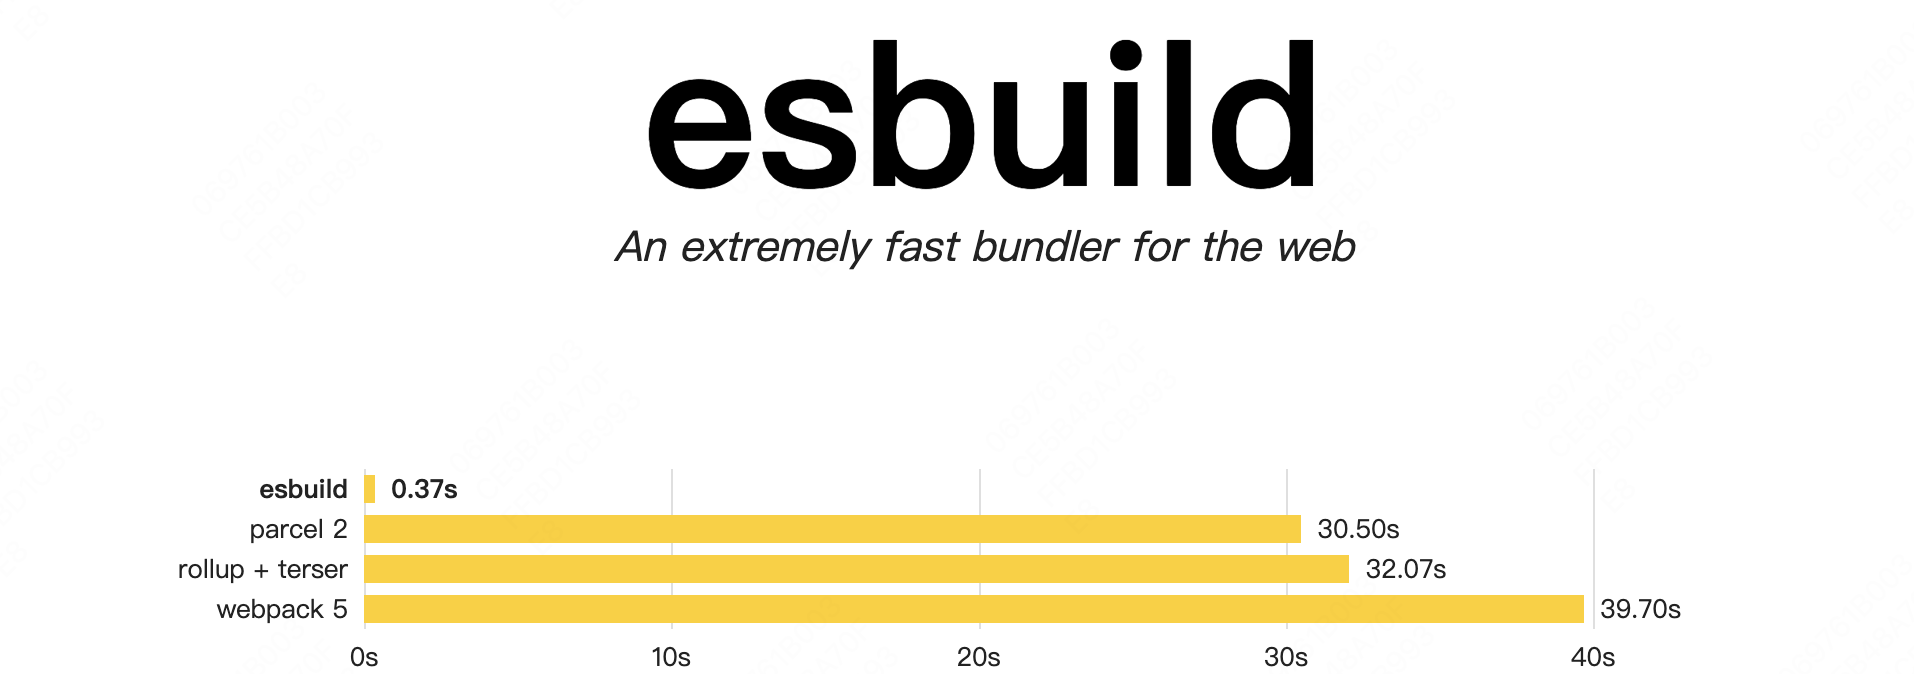 esbuild
An extremely fast bundler for the web
esbuild 0.37s
parcel 2 30.50s
rollup + terser 32.07s
webpack 5 39.70s
0s 10s 20s 30s 40s